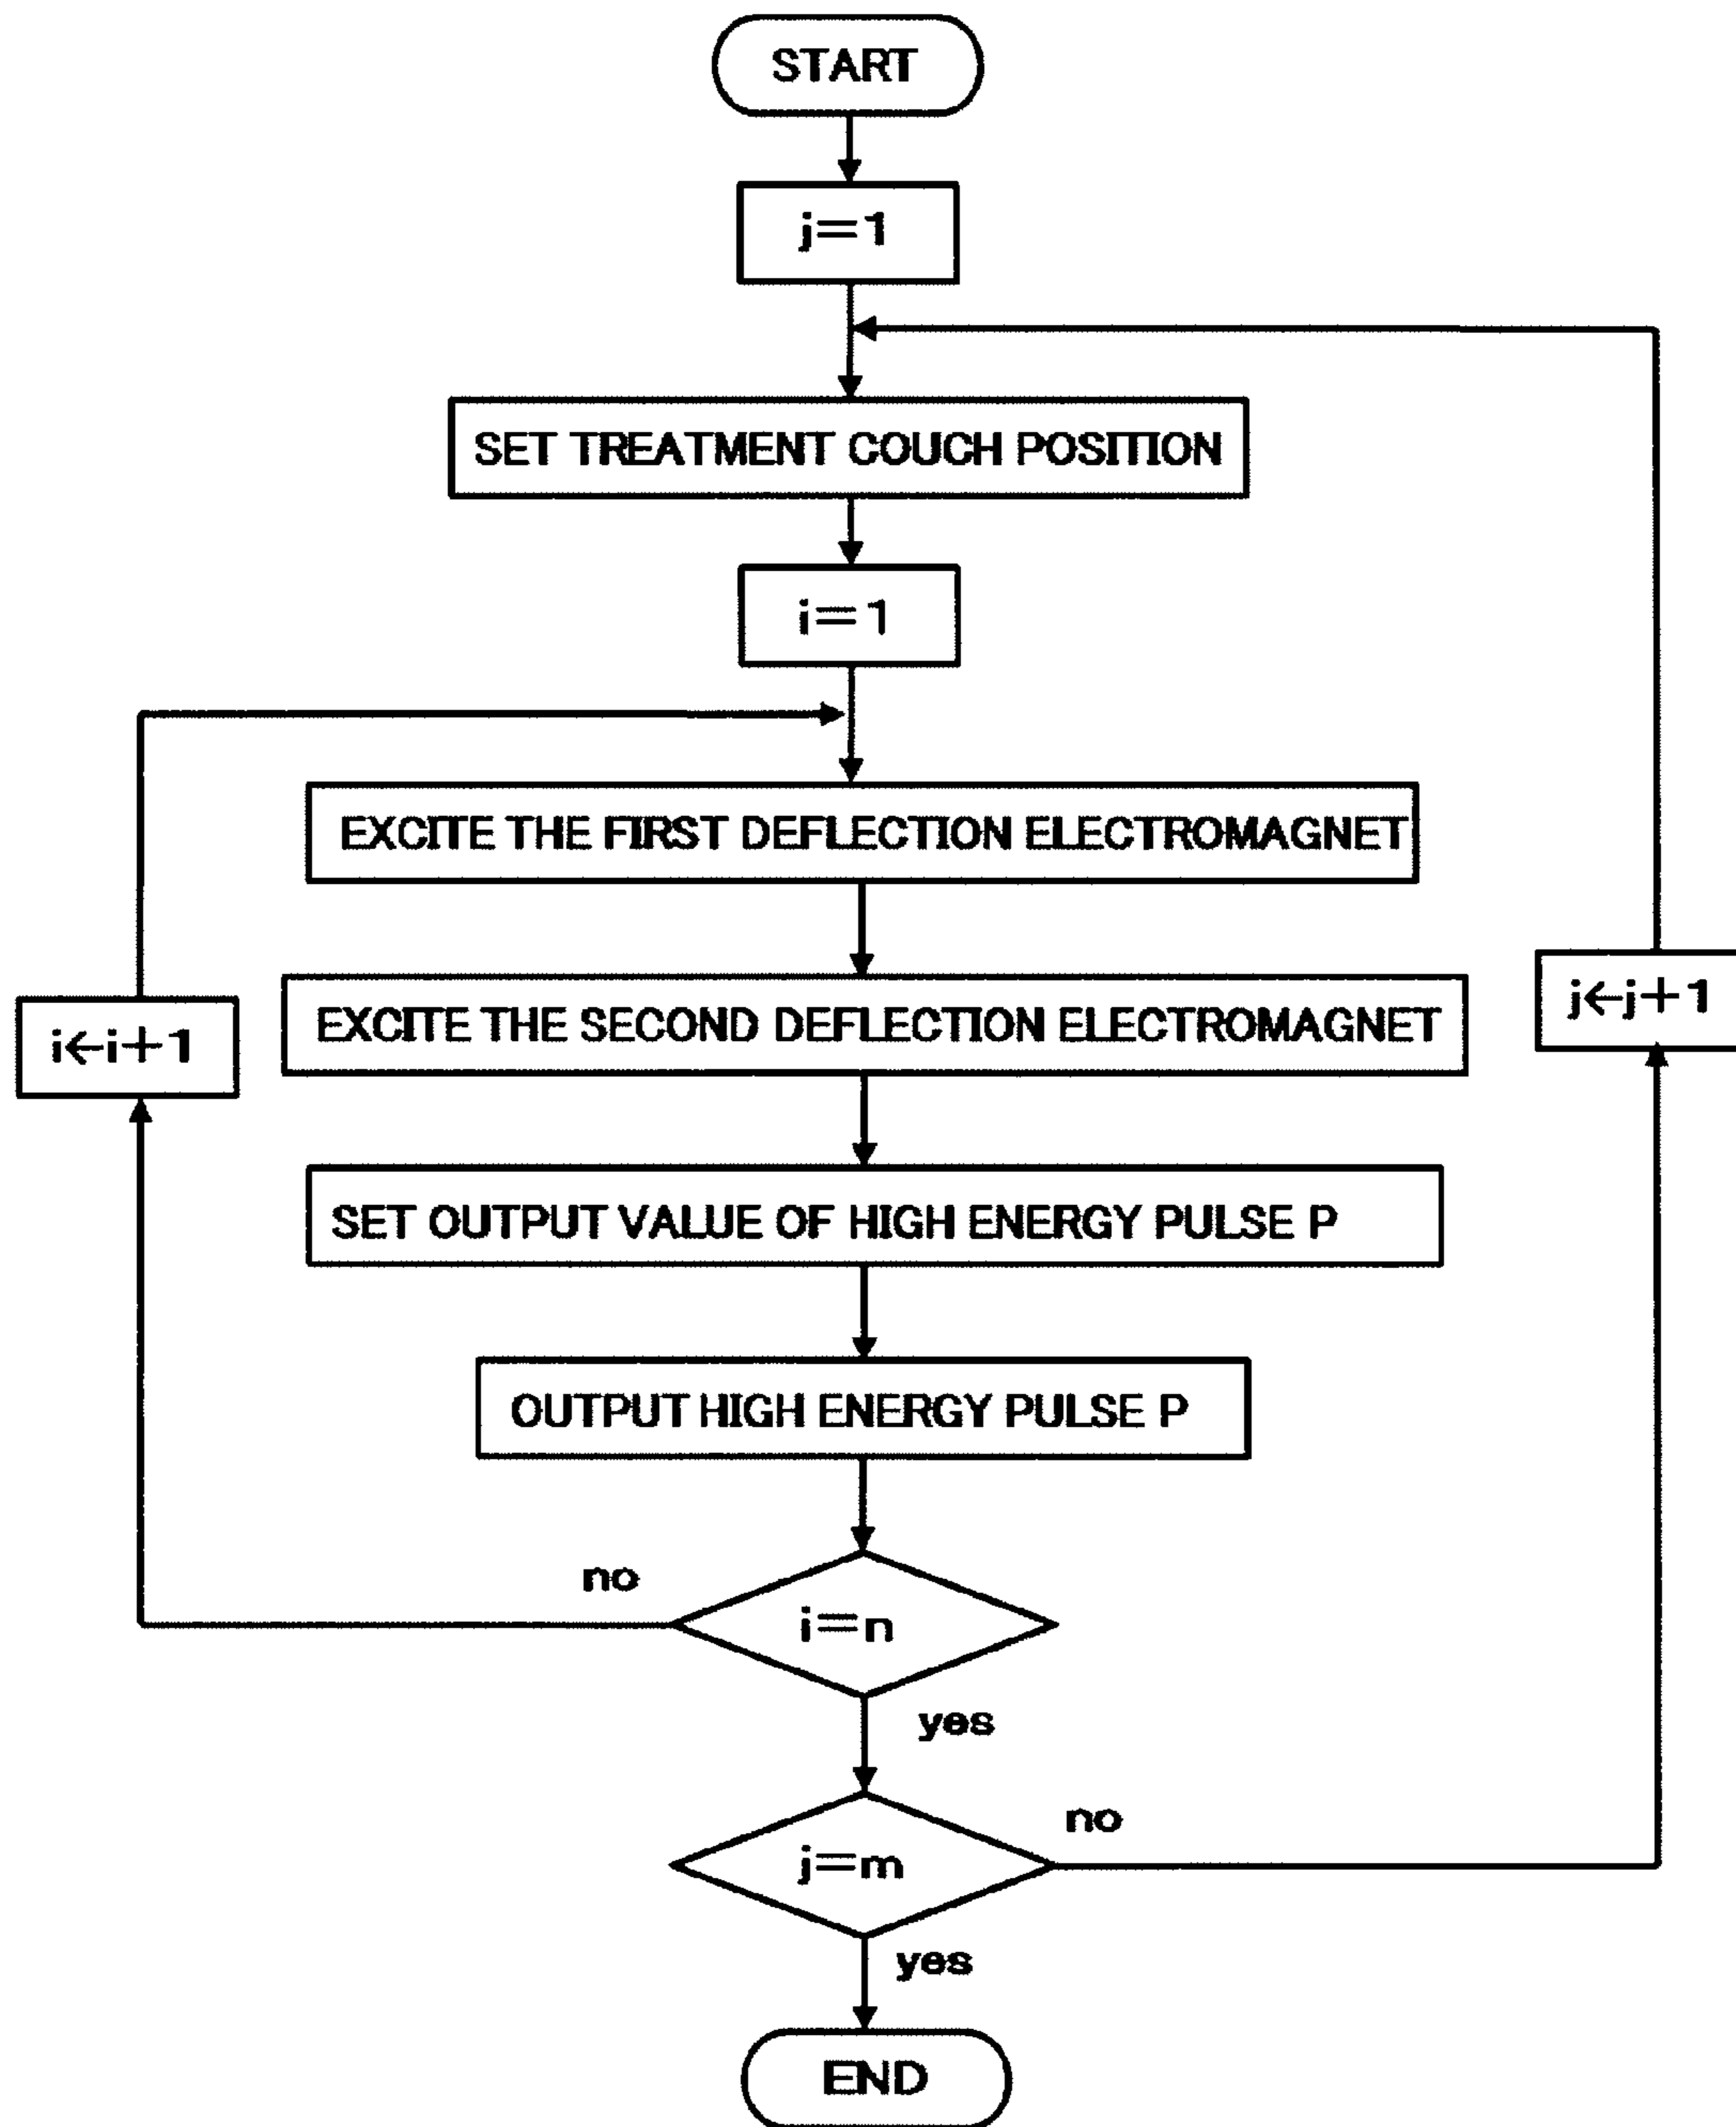 START
j=1
SET TREATMENT COUCH POSITION
i=1
EXCITE THE FIRST DEFLECTION ELECTROMAGNET
EXCITE THE SECOND DEFLECTION ELECTROMAGNET
j←j+1
i←i+1
SET OUTPUT VALUE OF HIGH ENERGY PULSE P
OUTPUT HIGH ENERGY PULSE P
no
i=n
yes
no
j=m
yes
END